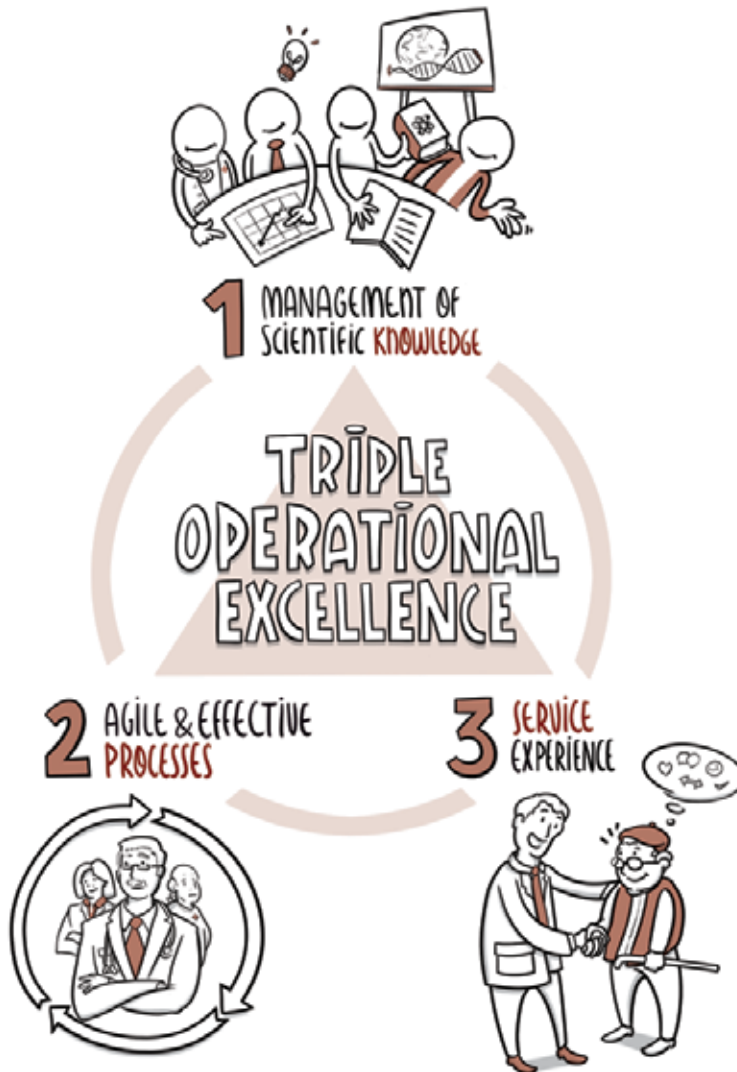 1 MANAGEMENT OF
SCIENTIFIC KNOWLEDGE
TRIPLE
OPERATIONAL
EXCELLENCE
2 AGILE & EFFECTIVE
PROCESSES
3 SERVICE
EXPERIENCE